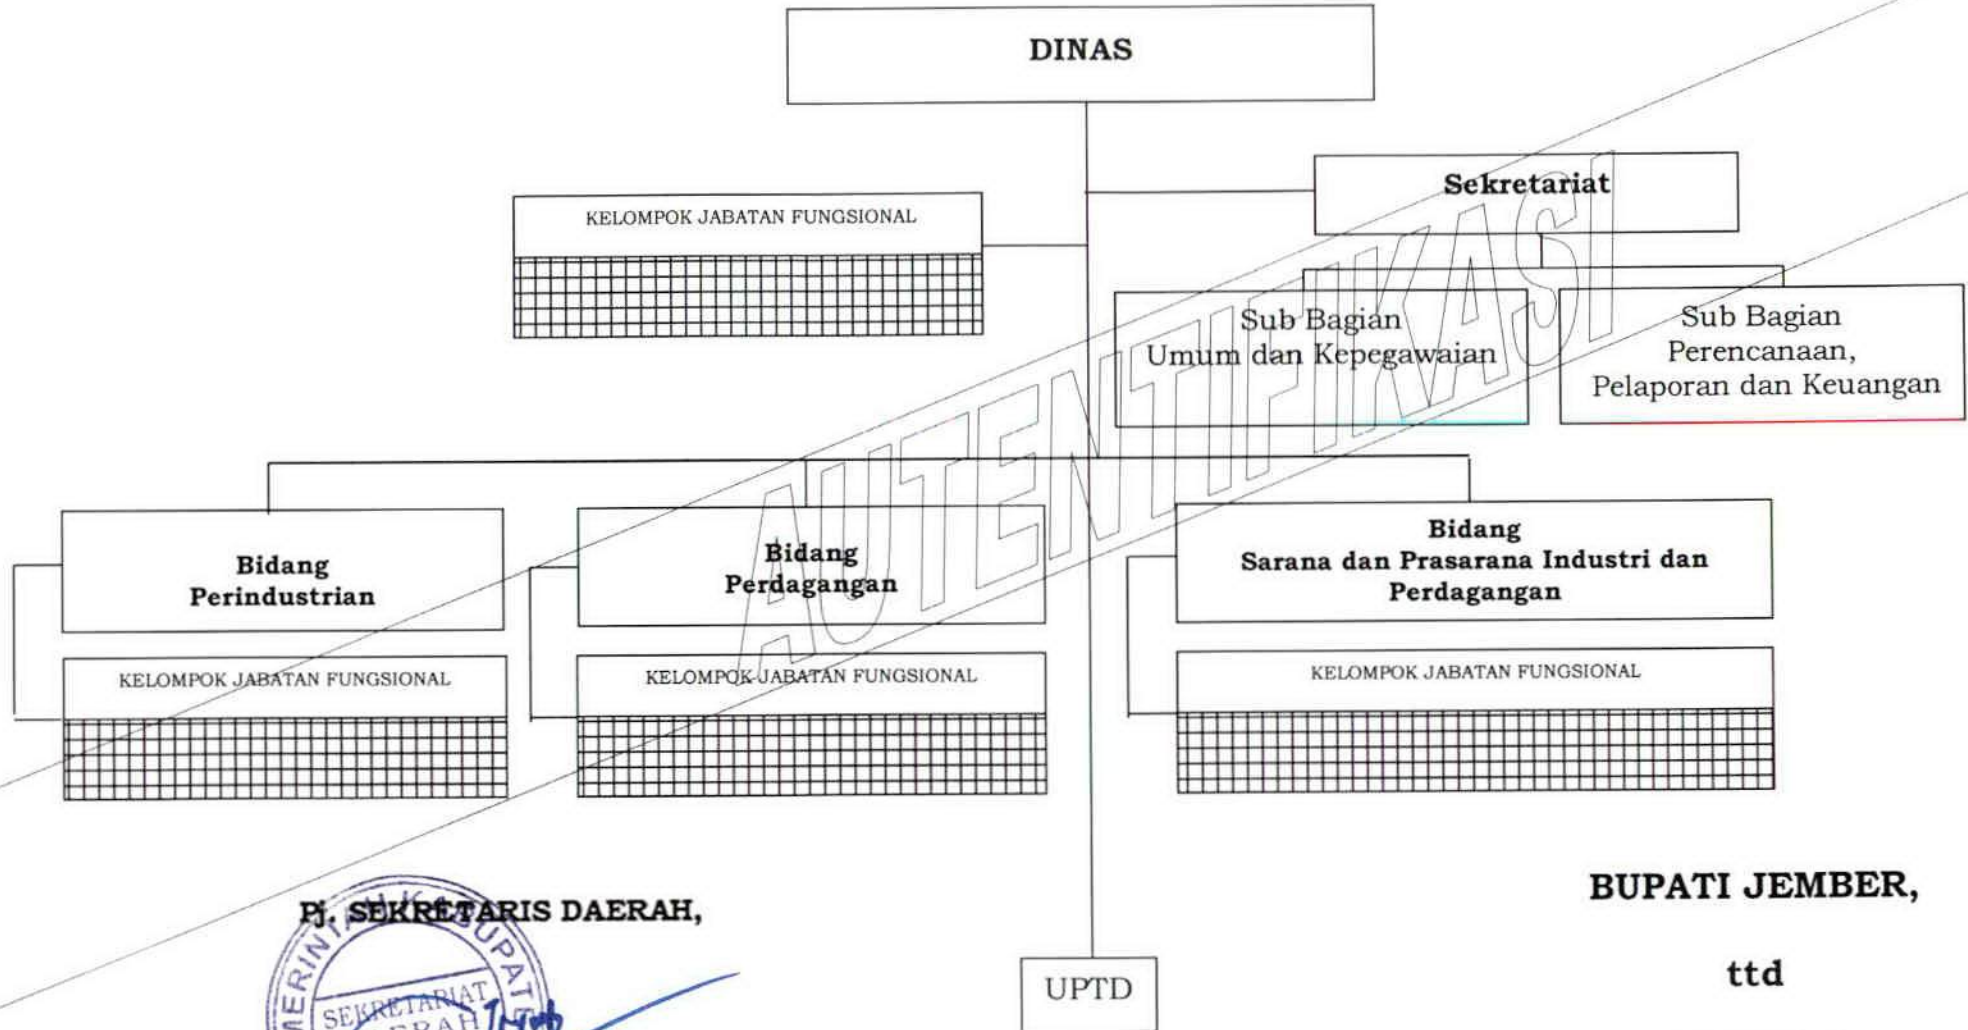 DINAS
Sekretariat
KELOMPOK JABATAN FUNGSIONAL
Sub Bagian
Umum dan Kepegawaian
Sub Bagian
Perencanaan,
Pelaporan dan Keuangan
AUTENTIFIKASI
Bidang
Perindustrian
Bidang
Perdagangan
Bidang
Sarana dan Prasarana Industri dan
Perdagangan
KELOMPOK JABATAN FUNGSIONAL
KELOMPOK JABATAN FUNGSIONAL
KELOMPOK JABATAN FUNGSIONAL
Pj. SEKRETARIS DAERAH,
SEKRETARIAT
BUPATI JEMBER,
ttd
UPTD